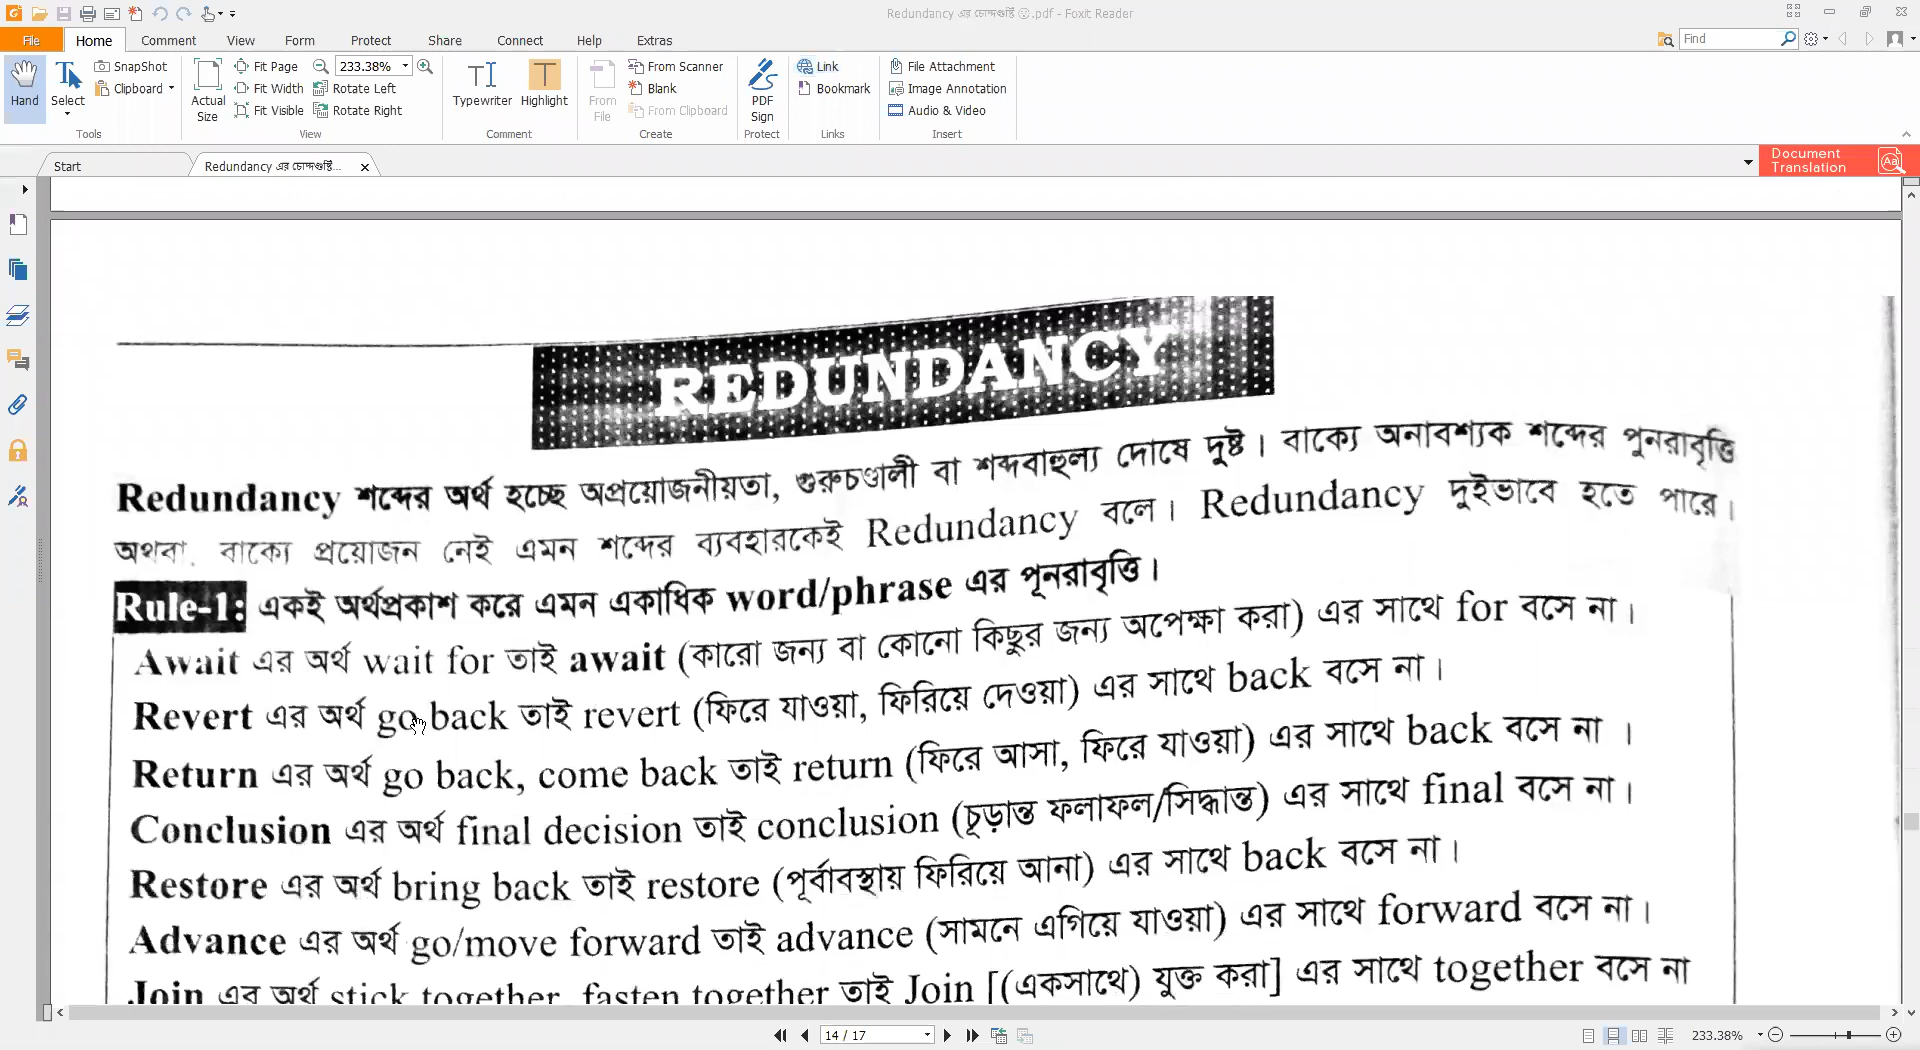 Redundancy এর চোদ্দগুষ্টি 😗.pdf - Foxit Reader
File Home Comment View Form Protect Share Connect Help Extras
Find
SnapShot Fit Page 233.38% From Scanner Link File Attachment
Hand Select Clipboard Actual Size Fit Width Rotate Left Typewriter Highlight From File Blank PDF Sign Bookmark Image Annotation
Fit Visible Rotate Right From Clipboard Audio & Video
Tools View Comment Create Protect Links Insert
Start Redundancy এর চোদ্দগুষ্টি...
Document Translation
REDUNDANCY
Redundancy শব্দের অর্থ হচ্ছে অপ্রয়োজনীয়তা, গুরুচণ্ডালী বা শব্দবাহুল্য দোষে দুষ্ট। বাক্যে অনাবশ্যক শব্দের পুনরাবৃত্তি
অথবা, বাক্যে প্রয়োজন নেই এমন শব্দের ব্যবহারকেই Redundancy বলে। Redundancy দুইভাবে হতে পারে।
Rule-1: একই অর্থপ্রকাশ করে এমন একাধিক word/phrase এর পূনরাবৃত্তি।
Await এর অর্থ wait for তাই await (কারো জন্য বা কোনো কিছুর জন্য অপেক্ষা করা) এর সাথে for বসে না।
Revert এর অর্থ go back তাই revert (ফিরে যাওয়া, ফিরিয়ে দেওয়া) এর সাথে back বসে না।
Return এর অর্থ go back, come back তাই return (ফিরে আসা, ফিরে যাওয়া) এর সাথে back বসে না ।
Conclusion এর অর্থ final decision তাই conclusion (চূড়ান্ত ফলাফল/সিদ্ধান্ত) এর সাথে final বসে না।
Restore এর অর্থ bring back তাই restore (পূর্বাবস্থায় ফিরিয়ে আনা) এর সাথে back বসে না।
Advance এর অর্থ go/move forward তাই advance (সামনে এগিয়ে যাওয়া) এর সাথে forward বসে না।
Join এর অর্থ stick together, fasten together তাই Join [(একসাথে) যুক্ত করা] এর সাথে together বসে না
14 / 17
233.38%